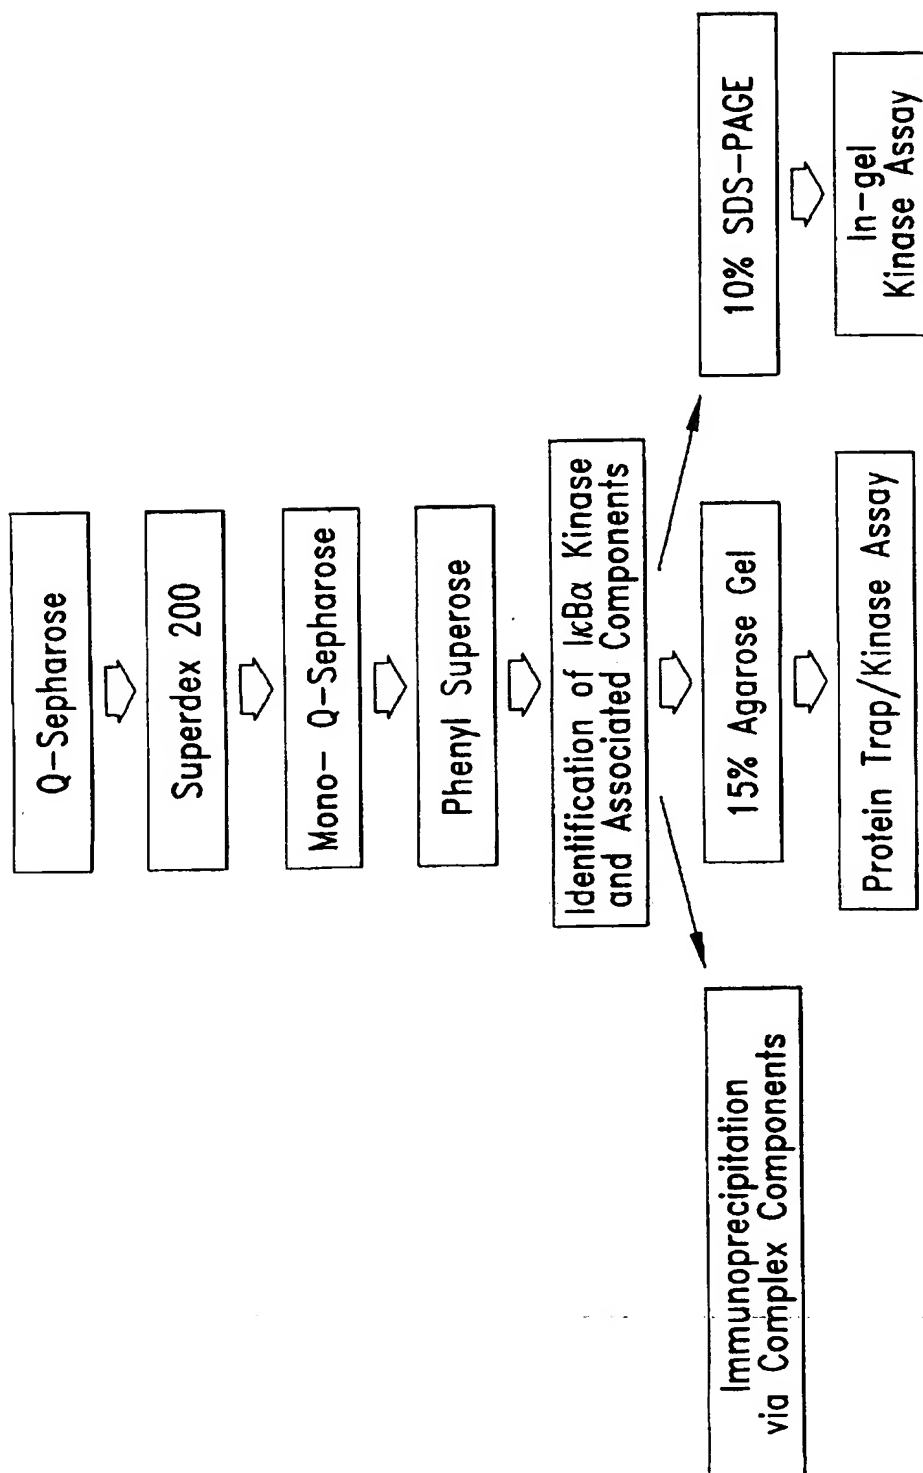 Q-Sepharose
Superdex 200
Mono- Q-Sepharose
Phenyl Superose
Identification of IκBα Kinase
and Associated Components
Immunoprecipitation
via Complex Components
15% Agarose Gel
Protein Trap/Kinase Assay
10% SDS-PAGE
In-gel
Kinase Assay